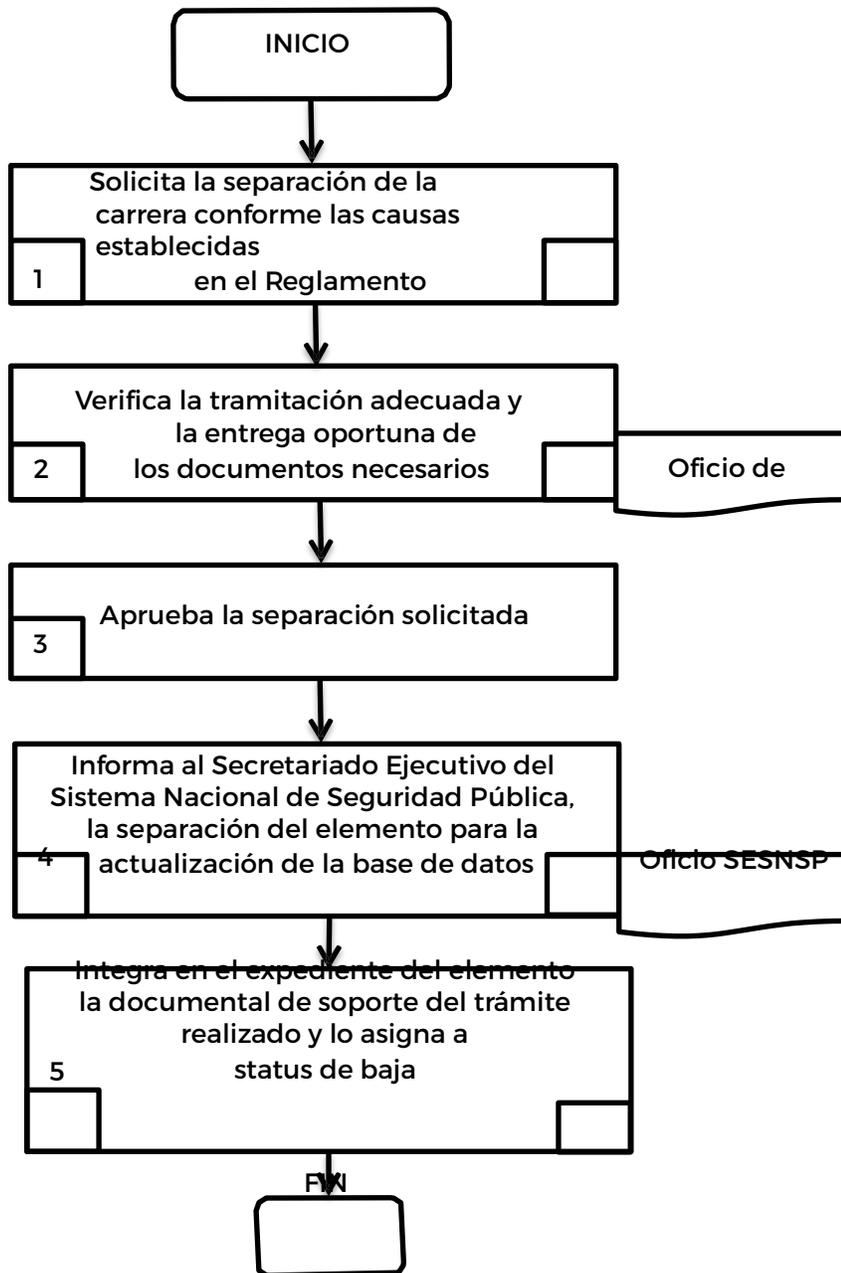 INICIO
Solicita la separación de la
carrera conforme las causas
establecidas
en el Reglamento
1
Verifica la tramitación adecuada y
la entrega oportuna de
los documentos necesarios
2
Oficio de
Aprueba la separación solicitada
3
Informa al Secretariado Ejecutivo del
Sistema Nacional de Seguridad Pública,
la separación del elemento para la
actualización de la base de datos
4
Oficio SESNSP
Integra en el expediente del elemento
la documental de soporte del trámite
realizado y lo asigna a
status de baja
5
FIN